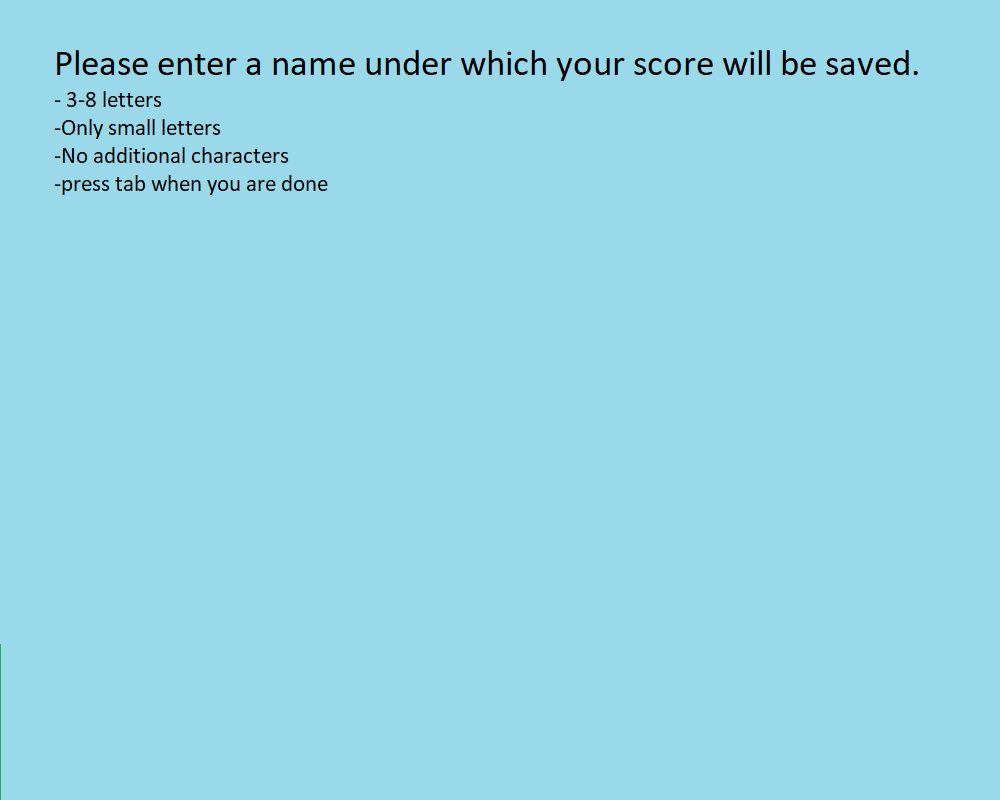 Please enter a name under which your score will be saved.
- 3-8 letters
-Only small letters
-No additional characters
-press tab when you are done